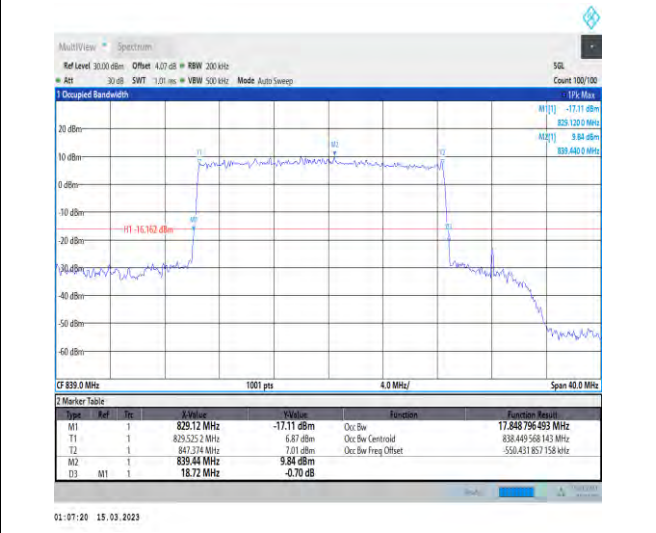 MultiView Spectrum
Ref Level 30.00 dBm Offset 4.07 dB RBW 200 kHz SGL
Att 30 dB SWT 1.01 ms VBW 500 kHz Mode Auto Sweep Count 100/100
1 Occupied Bandwidth 1Pk Max
M1[1] -17.11 dBm
829.120 0 MHz
M2[1] 9.84 dBm
839.440 0 MHz
20 dBm
M2
T1 T2
10 dBm
0 dBm
-10 dBm
M1
H1 -16.162 dBm
-20 dBm
-30 dBm
-40 dBm
-50 dBm
-60 dBm
CF 839.0 MHz 1001 pts 4.0 MHz/ Span 40.0 MHz
2 Marker Table
Type Ref Trc X-Value Y-Value Function Function Result
M1 1 829.12 MHz -17.11 dBm Occ Bw 17.848 796 493 MHz
T1 1 829.525 2 MHz 6.87 dBm Occ Bw Centroid 838.449 568 143 MHz
T2 1 847.374 MHz 7.01 dBm Occ Bw Freq Offset -550.431 857 158 kHz
M2 1 839.44 MHz 9.84 dBm
D3 M1 1 18.72 MHz -0.70 dB
01:07:20 15.03.2023